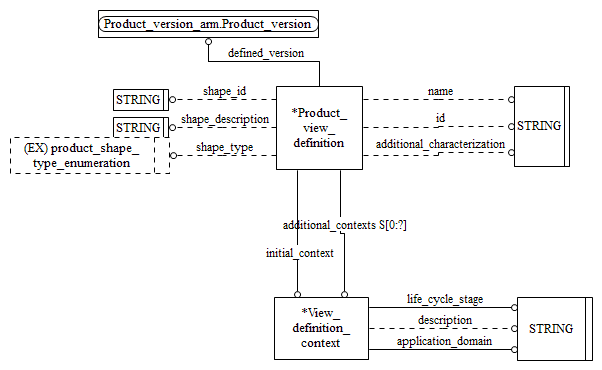 Product_version_arm.Product_version
defined_version
shape_id
name
STRING
*Product_
view_
definition
shape_description
id
STRING
STRING
(EX) product_shape_
type_enumeration
shape_type
additional_characterization
additional_contexts S[0:?]
initial_context
*View_
definition_
context
life_cycle_stage
description
STRING
application_domain